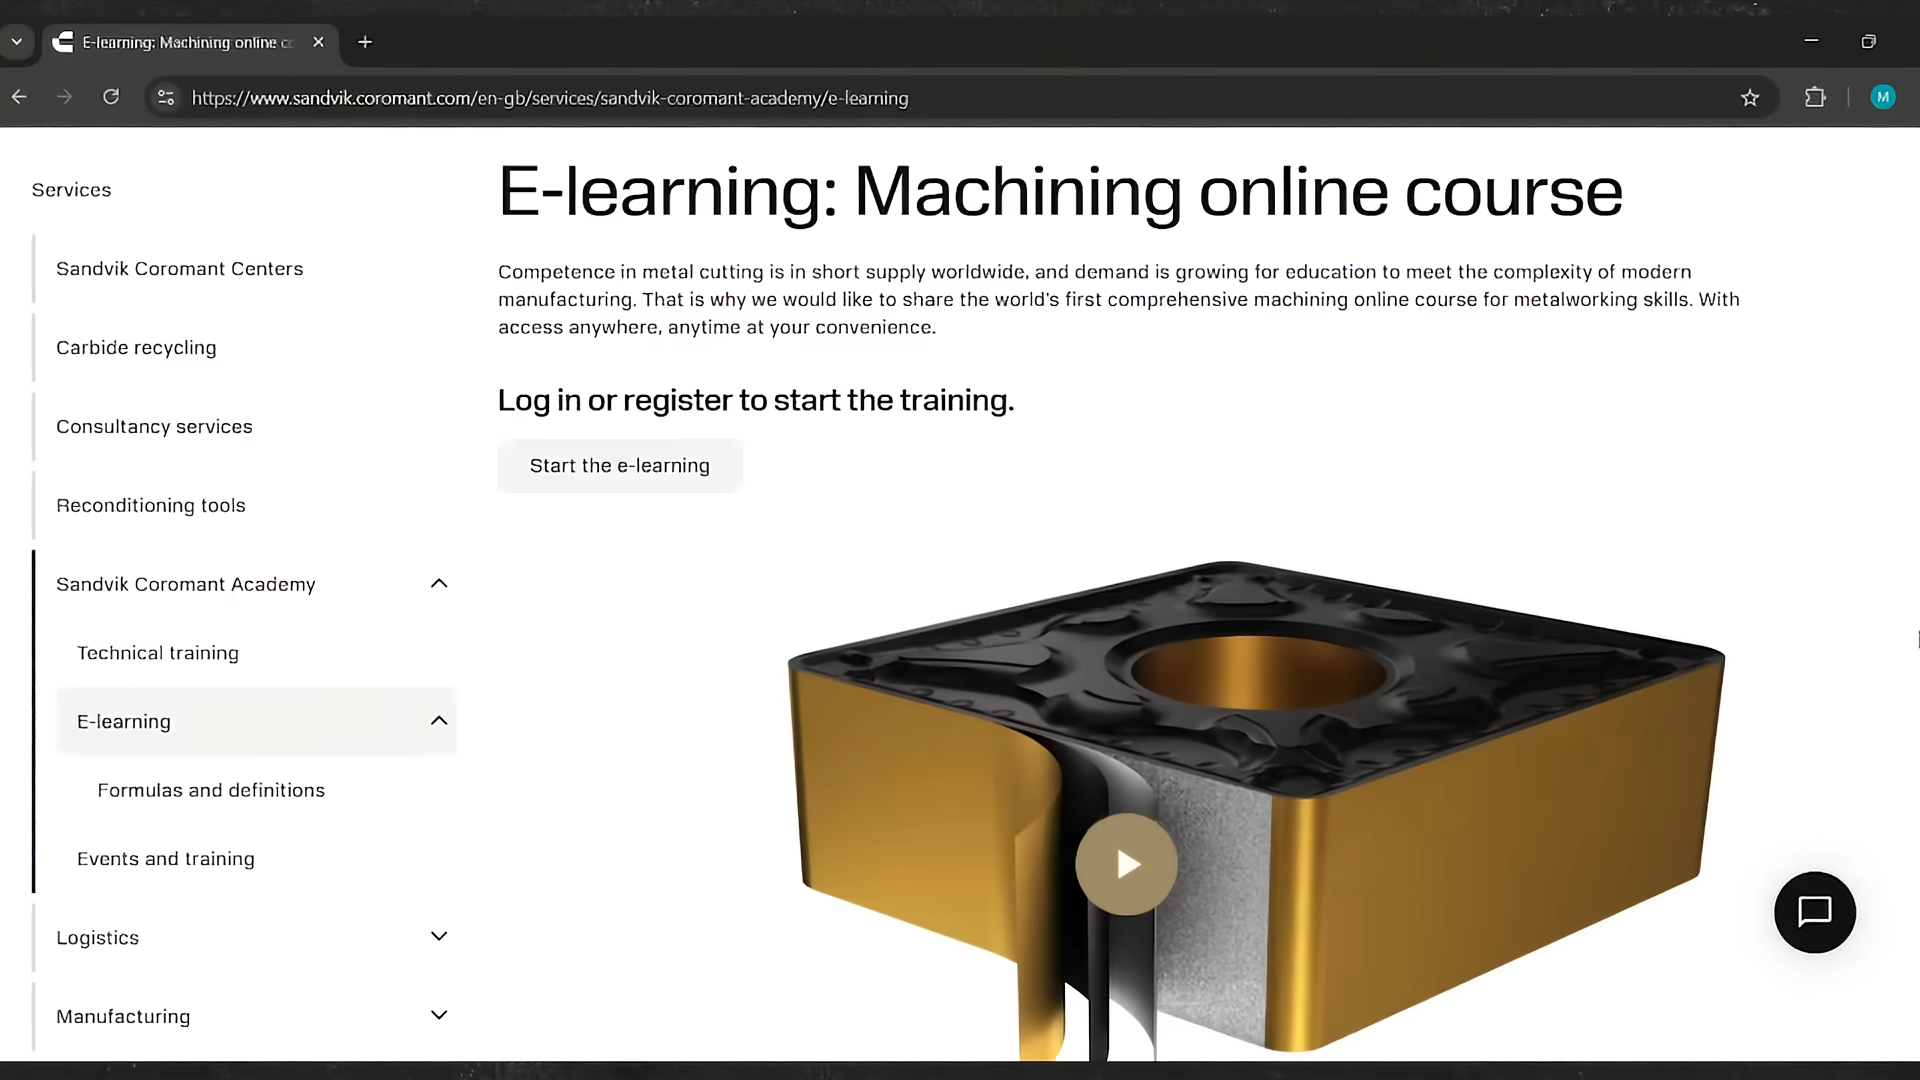 E-learning: Machining online co
https://www.sandvik.coromant.com/en-gb/services/sandvik-coromant-academy/e-learning
M
Services
Sandvik Coromant Centers
Carbide recycling
Consultancy services
Reconditioning tools
Sandvik Coromant Academy
Technical training
E-learning
Formulas and definitions
Events and training
Logistics
Manufacturing
E-learning: Machining online course
Competence in metal cutting is in short supply worldwide, and demand is growing for education to meet the complexity of modern
manufacturing. That is why we would like to share the world's first comprehensive machining online course for metalworking skills. With
access anywhere, anytime at your convenience.
Log in or register to start the training.
Start the e-learning